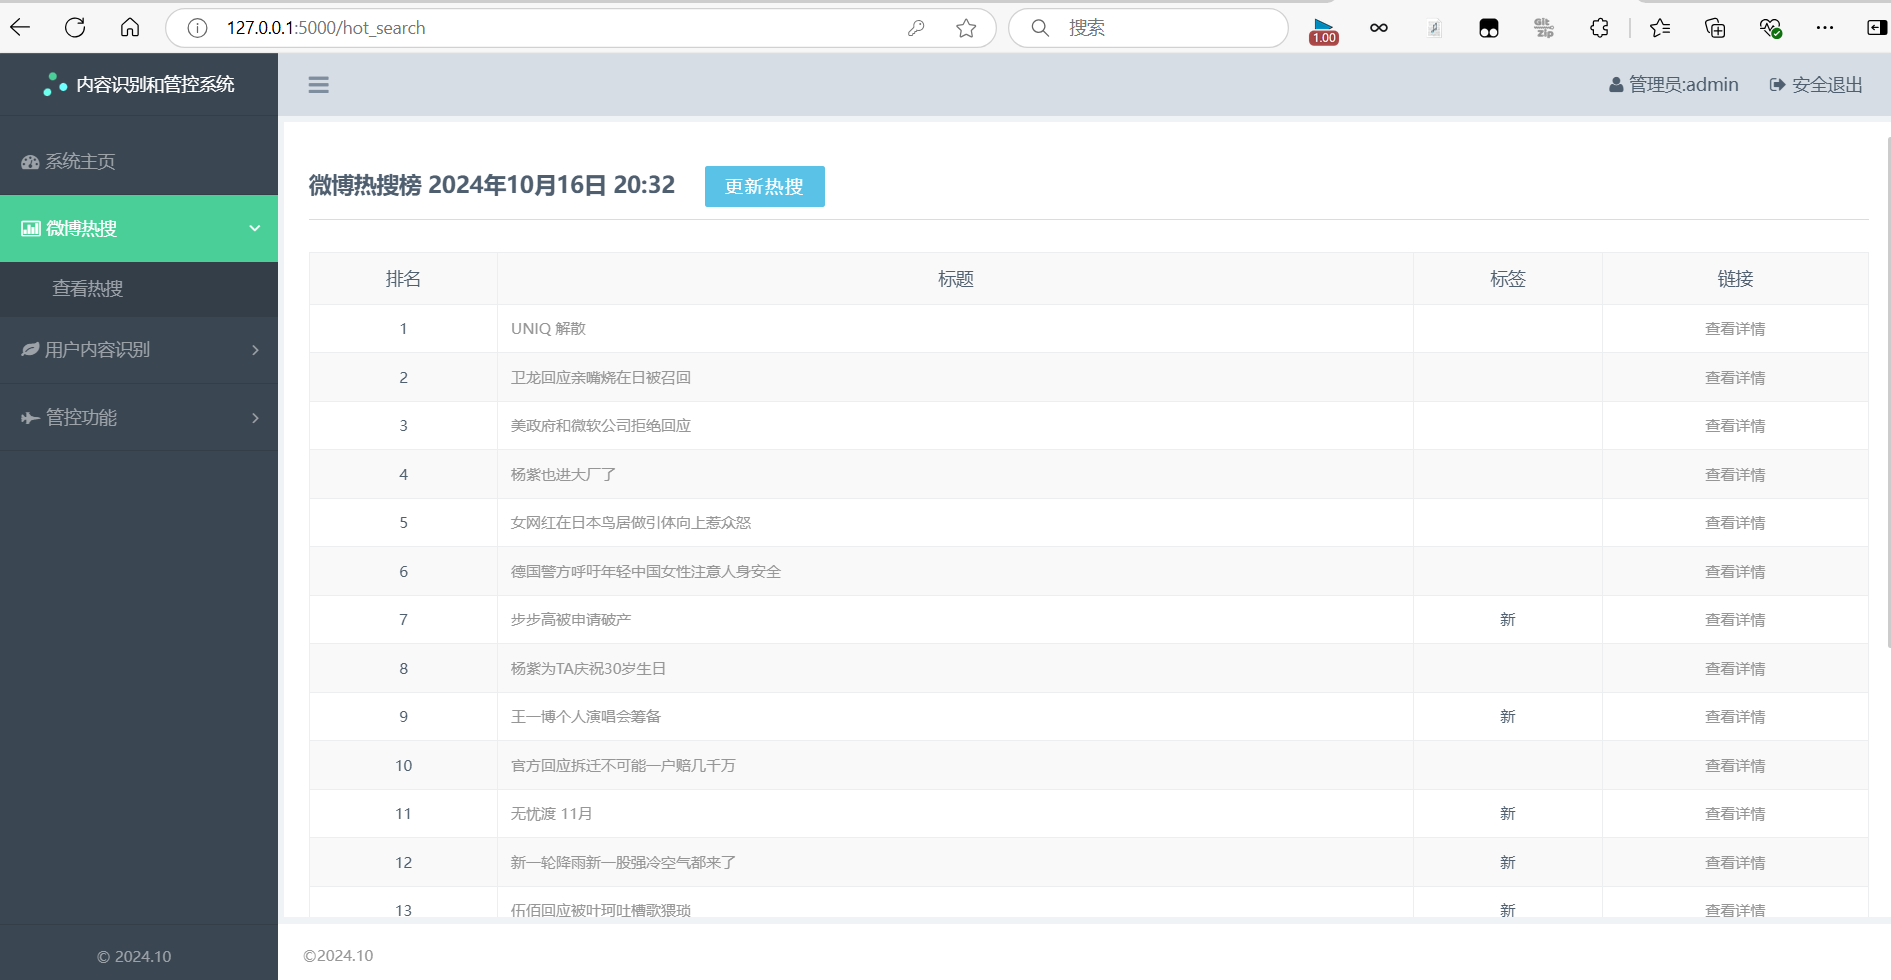 127.0.0.1:5000/hot_search
搜索
1.00
Git Zip
内容识别和管控系统
管理员:admin
安全退出
系统主页
微博热搜
查看热搜
用户内容识别
管控功能
© 2024.10
微博热搜榜 2024年10月16日 20:32
更新热搜
排名 标题 标签 链接
1 UNIQ 解散 查看详情
2 卫龙回应亲嘴烧在日被召回 查看详情
3 美政府和微软公司拒绝回应 查看详情
4 杨紫也进大厂了 查看详情
5 女网红在日本鸟居做引体向上惹众怒 查看详情
6 德国警方呼吁年轻中国女性注意人身安全 查看详情
7 步步高被申请破产 新 查看详情
8 杨紫为TA庆祝30岁生日 查看详情
9 王一博个人演唱会筹备 新 查看详情
10 官方回应拆迁不可能一户赔几千万 查看详情
11 无忧渡 11月 新 查看详情
12 新一轮降雨新一股强冷空气都来了 新 查看详情
13 伍佰回应被叶珂吐槽歌猥琐 新 查看详情
©2024.10